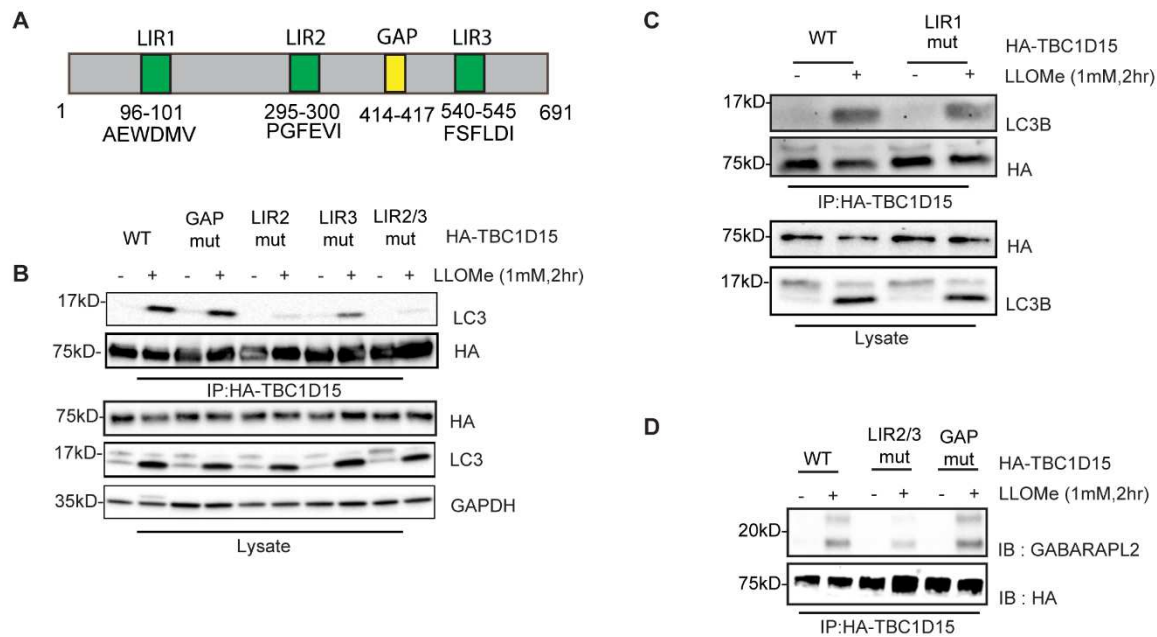 A
LIR1 LIR2 GAP LIR3
1 96-101 295-300 414-417 540-545 691
AEWDMV PGFEVI FSFLDI
B
WT GAP mut LIR2 mut LIR3 mut LIR2/3 mut HA-TBC1D15
- + - + - + - + - + LLOMe (1mM,2hr)
17kD- LC3
75kD- HA
IP:HA-TBC1D15
75kD- HA
17kD- LC3
35kD- GAPDH
Lysate
C
WT LIR1 mut HA-TBC1D15
- + - + LLOMe (1mM,2hr)
17kD- LC3B
75kD- HA
IP:HA-TBC1D15
75kD- HA
17kD- LC3B
Lysate
D
WT LIR2/3 mut GAP mut HA-TBC1D15
- + - + - + LLOMe (1mM,2hr)
20kD- IB : GABARAPL2
75kD- IB : HA
IP:HA-TBC1D15